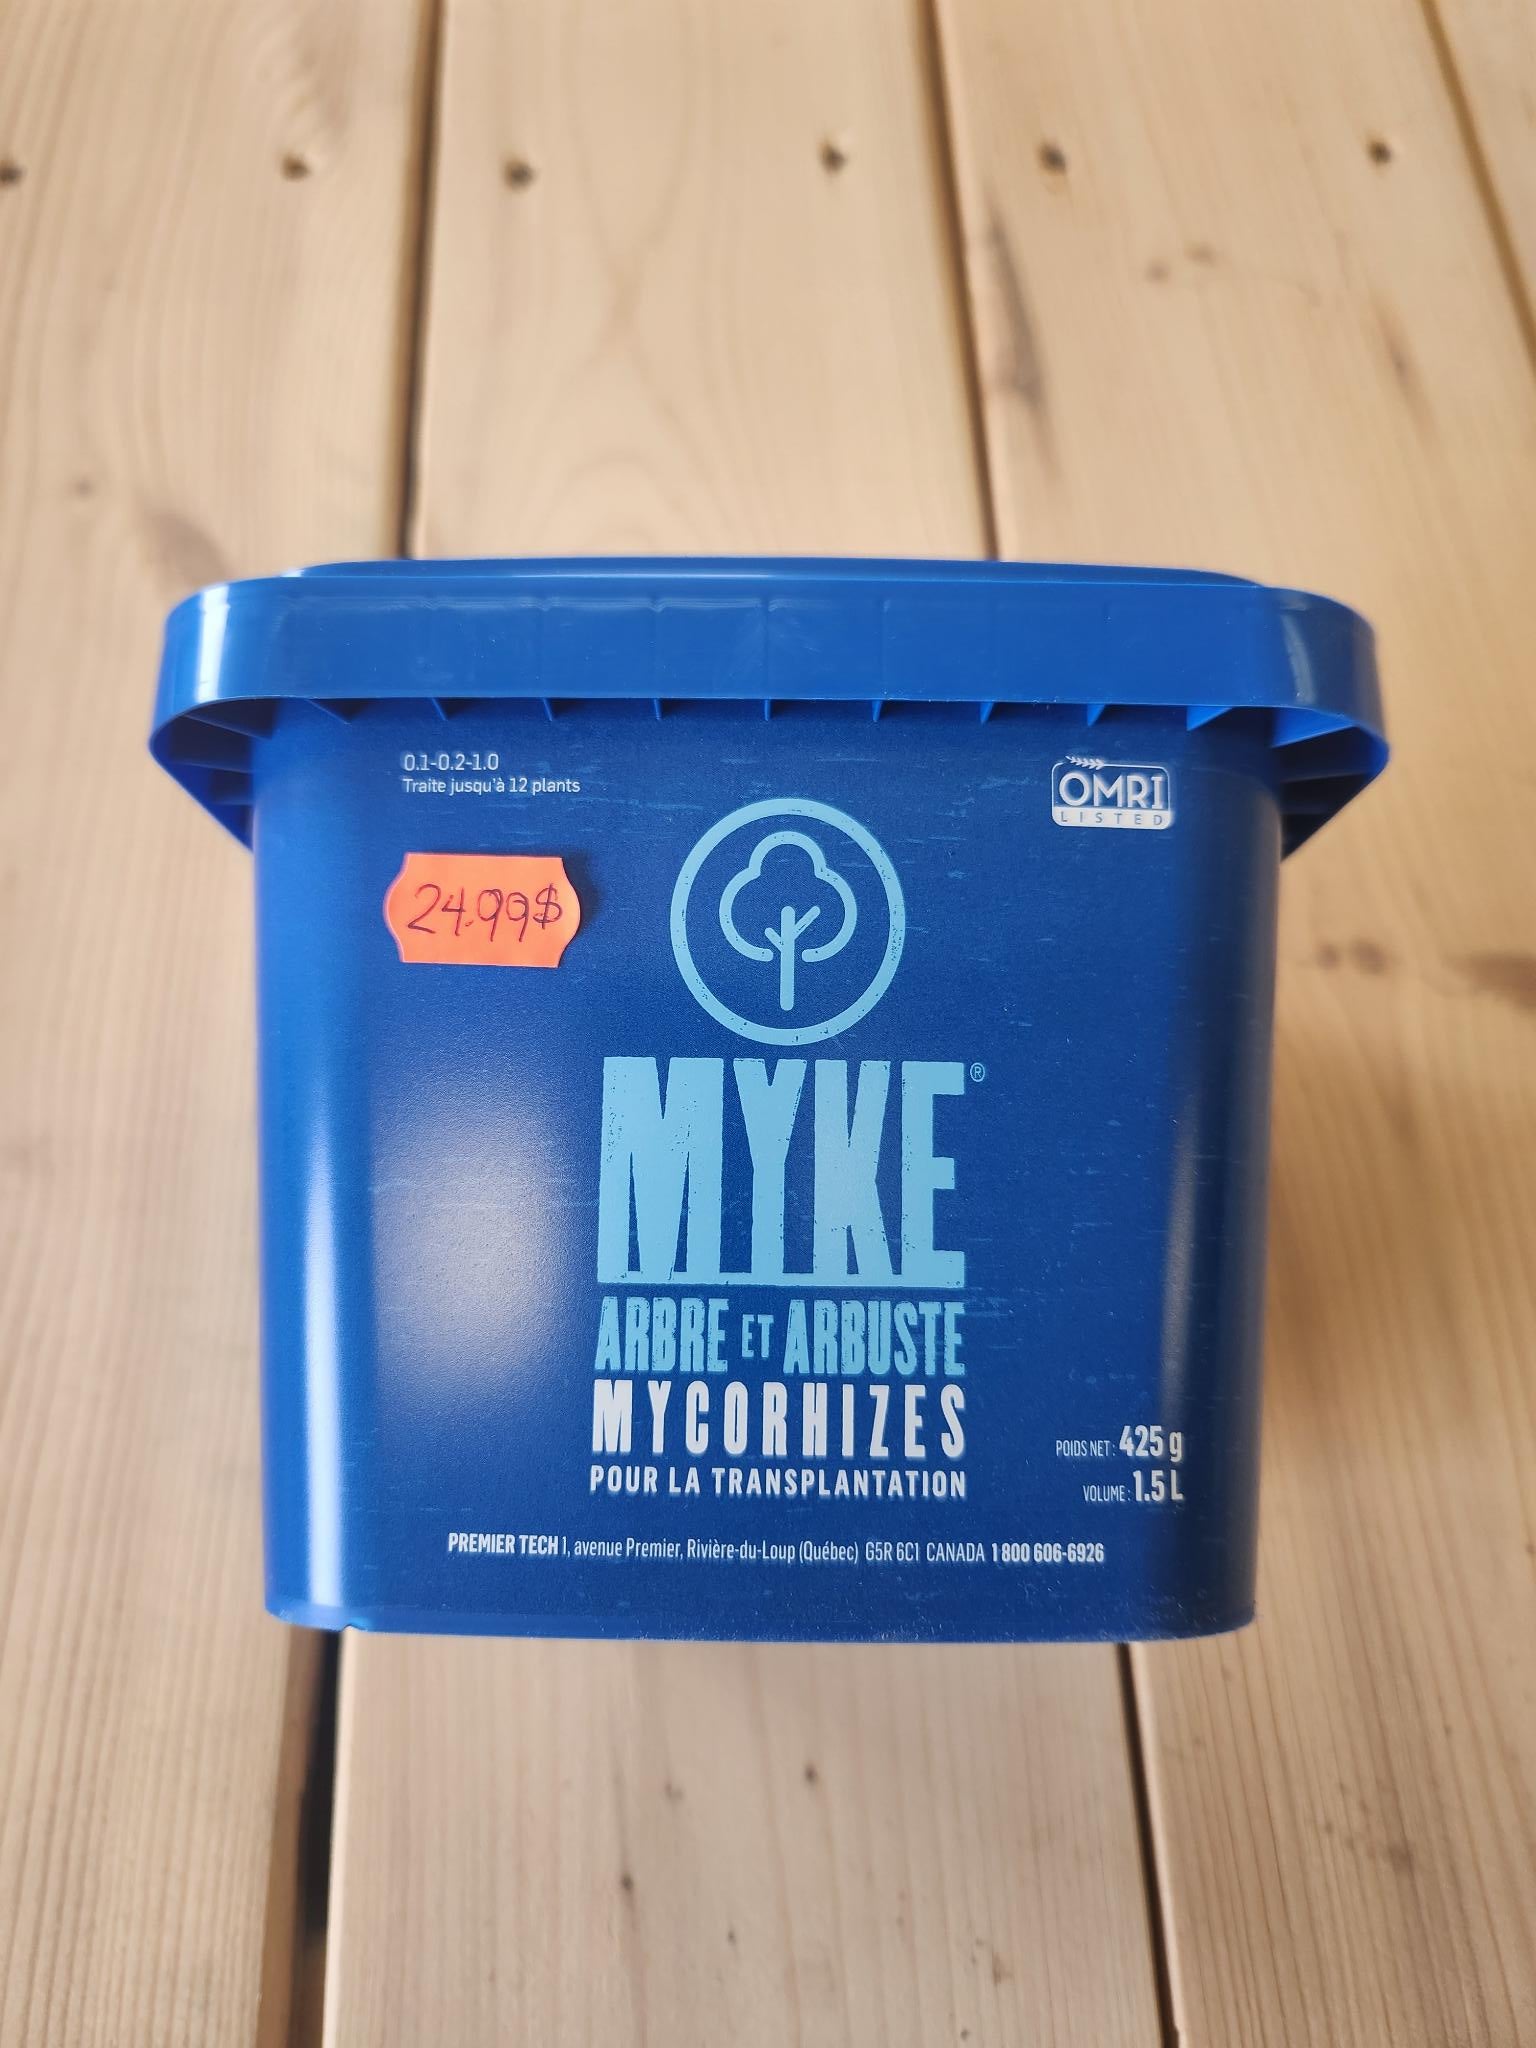 0.1-0.2-1.0
Traite jusqu'à 12 plants
OMRI
LISTED
24.99$
MYKE®
ARBRE ET ARBUSTE
MYCORHIZES
POUR LA TRANSPLANTATION
POIDS NET : 425 g
VOLUME : 1.5 L
PREMIER TECH 1, avenue Premier, Rivière-du-Loup (Québec) G5R 6C1 CANADA 1 800 606-6926